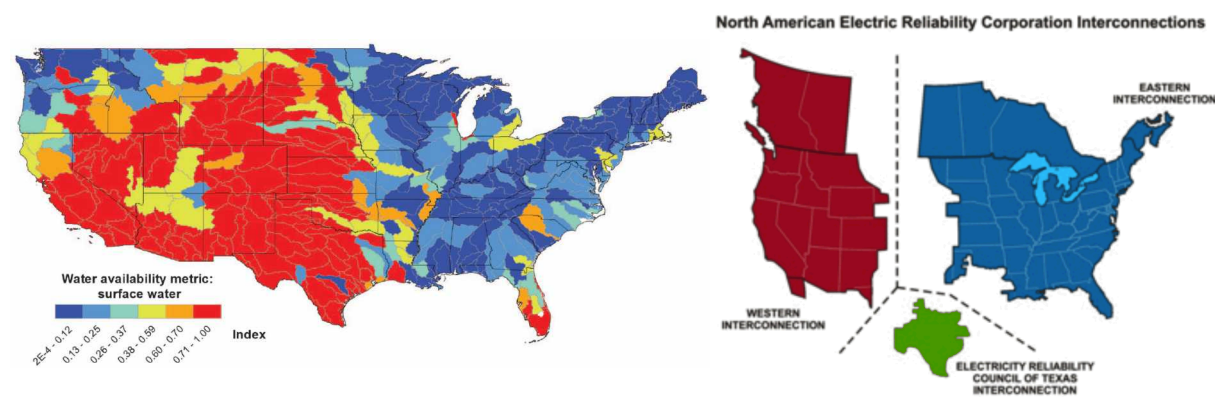 North American Electric Reliability Corporation Interconnections
Water availability metric:
surface water
2E-4 - 0.12
0.13 - 0.25
0.26 - 0.37
0.38 - 0.59
0.60 - 0.70
0.71 - 1.00
Index
EASTERN
INTERCONNECTION
WESTERN
INTERCONNECTION
ELECTRICITY RELIABILITY
COUNCIL OF TEXAS
INTERCONNECTION